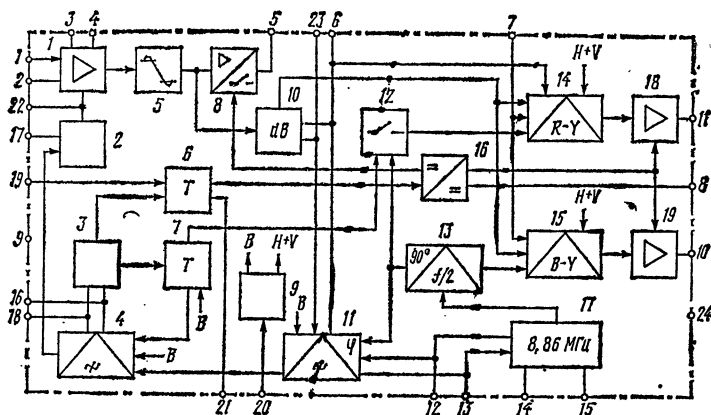 3 4 5 23 6 7
1 1 H+V
2 5 8 10 12 14 18
22 dB R-Y 11
17 2 16
19 6 = = 8
T H+V 19
3 7 15
9 T B H+V 13 B-Y 10
90° f/2
16 9 11 17
18 4 B B 24
B φ 8,86 МГц
~ ~
21 20 12 13 14 15